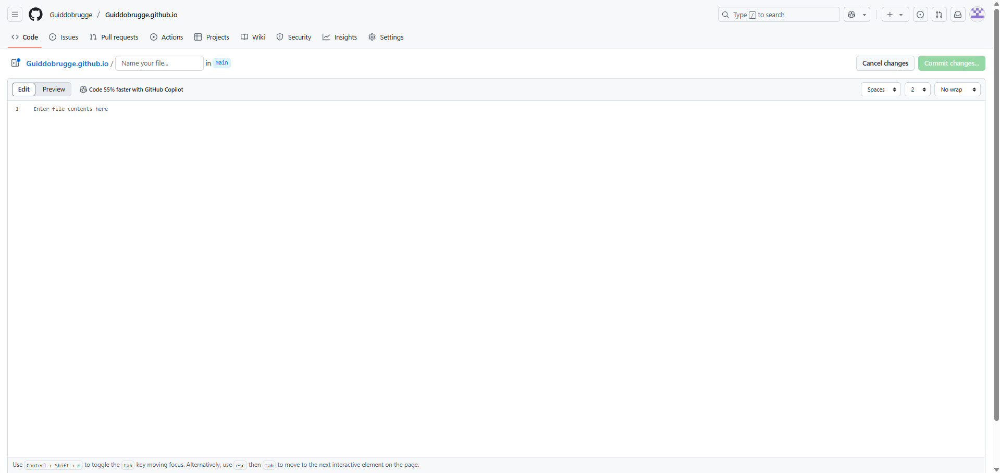 Guiddobrugge / Guiddobrugge.github.io Type / to search
Code Issues Pull requests Actions Projects Wiki Security Insights Settings
Guiddobrugge.github.io / Name your file... in main Cancel changes Commit changes...
Edit Preview Code 55% faster with GitHub Copilot Spaces 2 No wrap
1 Enter file contents here
Use Control + Shift + m to toggle the tab key moving focus. Alternatively, use esc then tab to move to the next interactive element on the page.